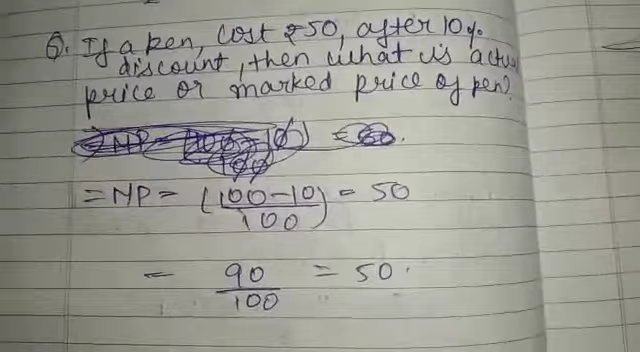 Q. If a pen, cost ₹50, after 10%
discount, then what is actual
price or marked price of pen?
= MP = (100-10/100) = 50
= 90/100 = 50.